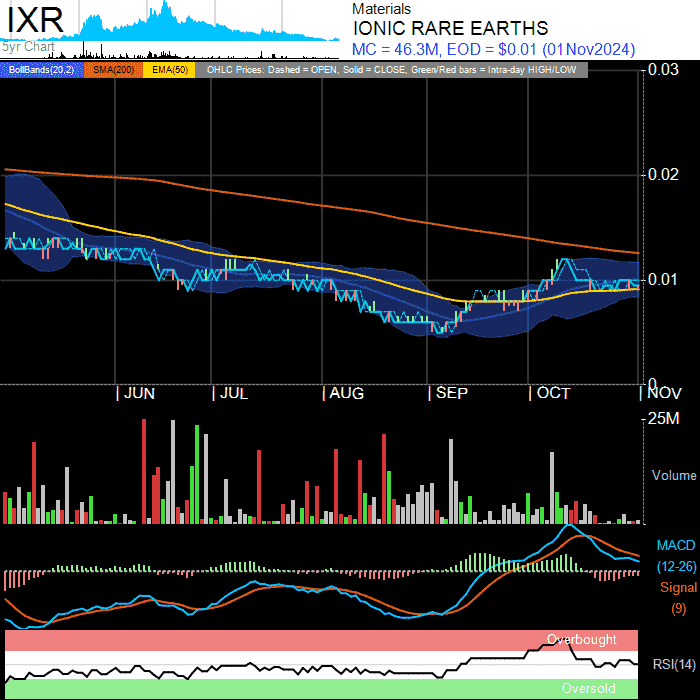 IXR
5yr Chart
Materials
IONIC RARE EARTHS
MC = 46.3M, EOD = $0.01 (01Nov2024)
BollBands(20,2) SMA(200) EMA(50) OHLC Prices: Dashed = OPEN, Solid = CLOSE, Green/Red bars = Intra-day HIGH/LOW
0.03
0.02
0.01
0
| JUN | JUL | AUG | SEP | OCT | NOV
25M
Volume
MACD
(12-26)
Signal
(9)
Overbought
RSI(14)
Oversold